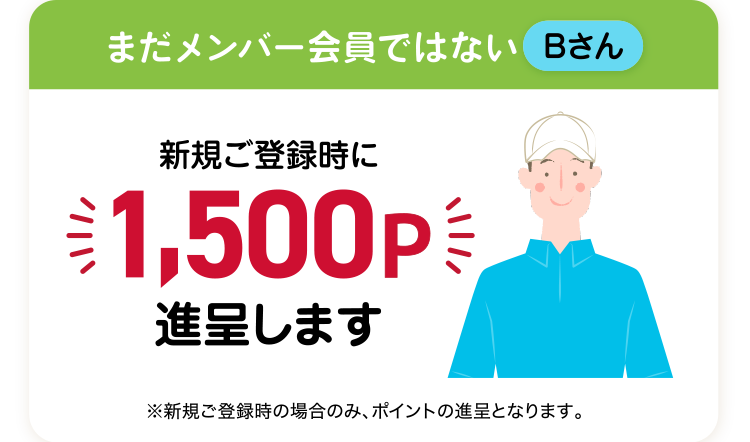 まだメンバー会員ではない Bさん
新規ご登録時に
1,500P
進呈します
※新規ご登録時の場合のみ、ポイントの進呈となります。